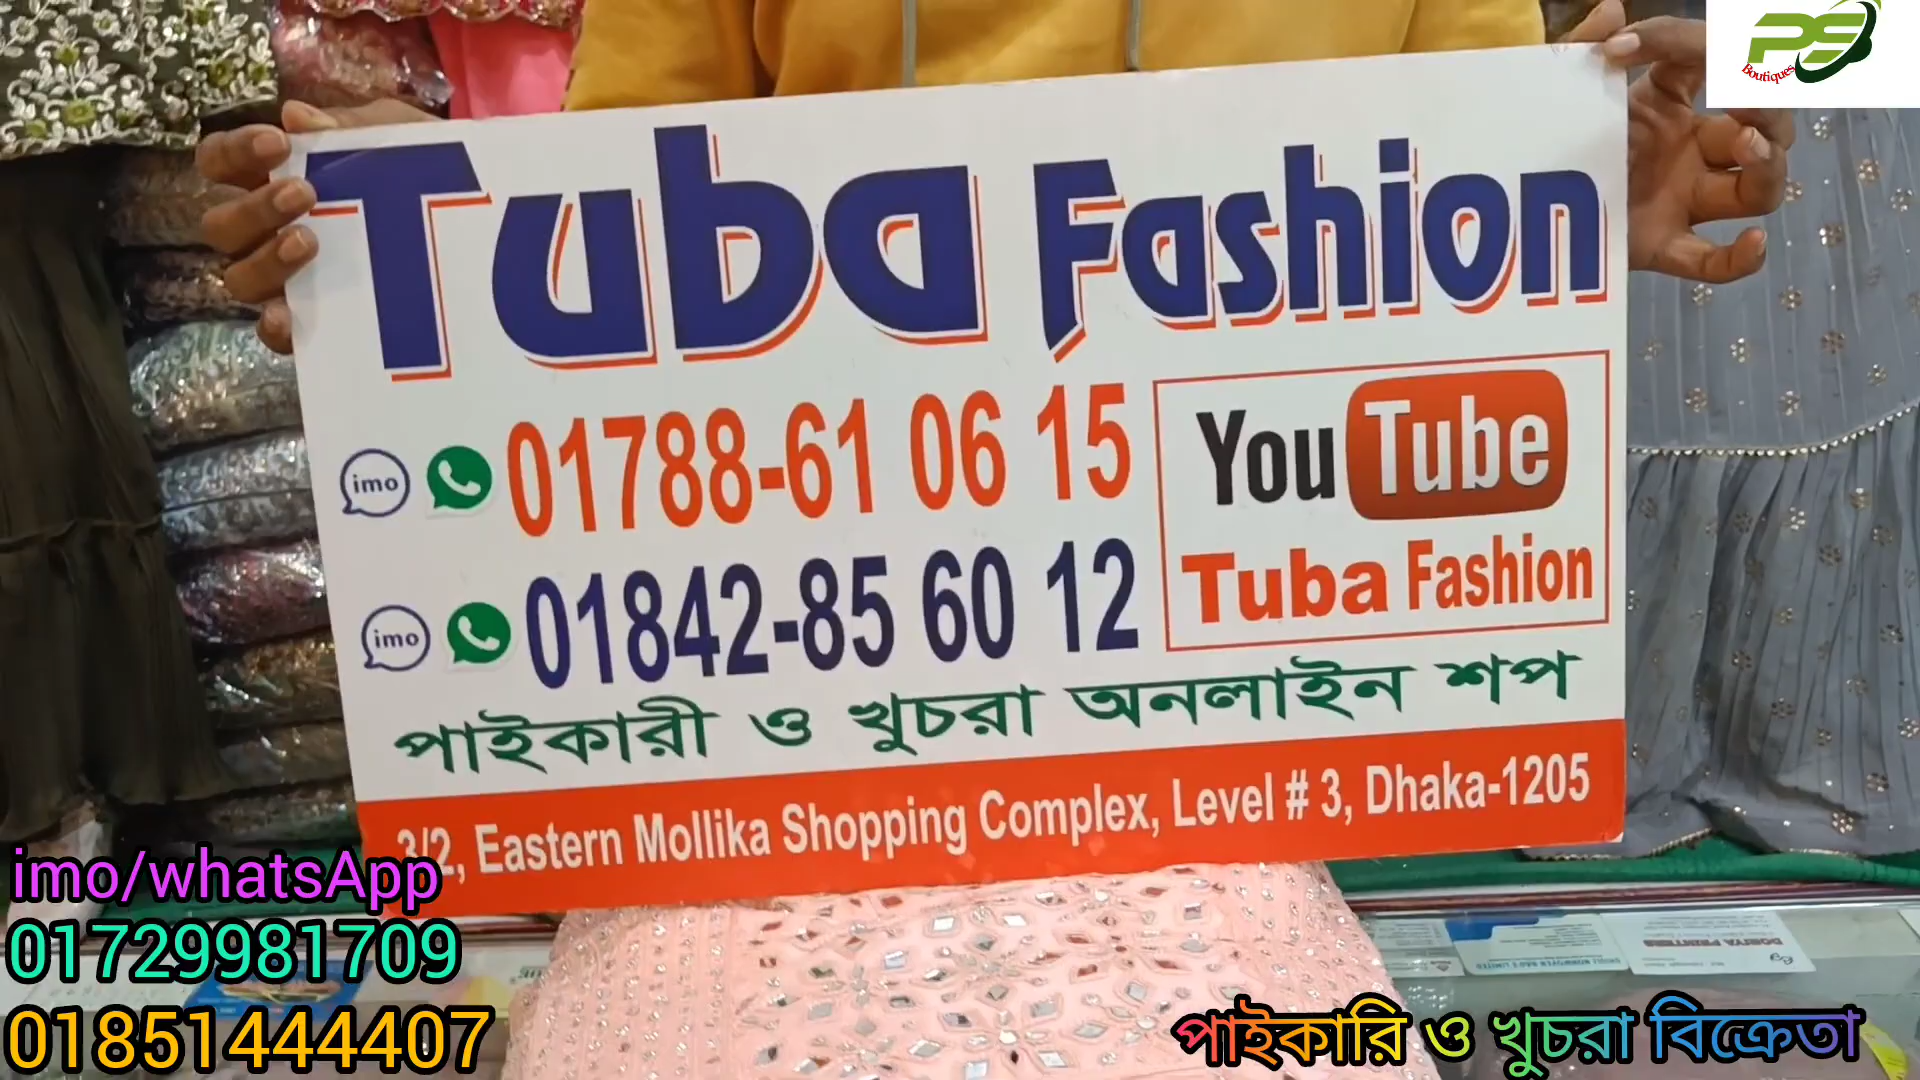 PS
Boutiques
Tuba Fashion
imo 01788-61 06 15
imo 01842-85 60 12
YouTube
Tuba Fashion
পাইকারী ও খুচরা অনলাইন শপ
3/2, Eastern Mollika Shopping Complex, Level # 3, Dhaka-1205
imo/whatsApp
01729981709
01851444407
পাইকারি ও খুচরা বিক্রেতা